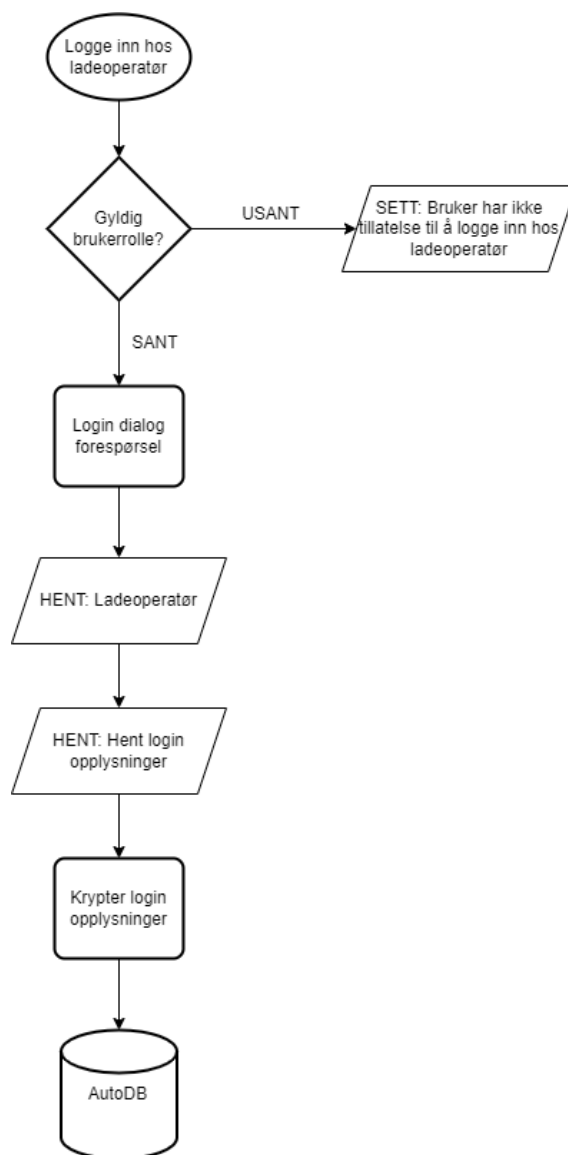 Logge inn hos
ladeoperatør
Gyldig
brukerrolle?
USANT
SETT: Bruker har ikke
tillatelse til å logge inn hos
ladeoperatør
SANT
Login dialog
forespørsel
HENT: Ladeoperatør
HENT: Hent login
opplysninger
Krypter login
opplysninger
AutoDB